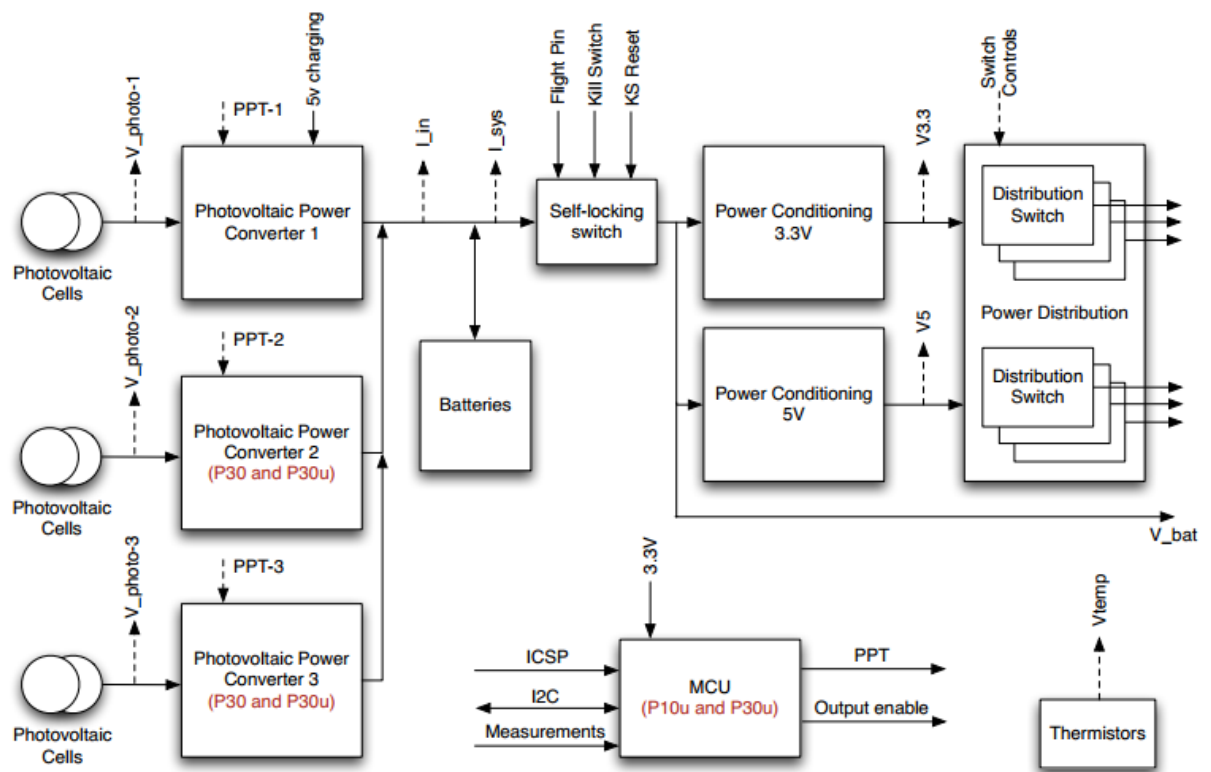 V_photo-1
PPT-1
5v charging
I_in
I_sys
Flight Pin
Kill Switch
KS Reset
V3.3
Switch
Controls
Photovoltaic
Cells
Photovoltaic Power
Converter 1
Self-locking
switch
Power Conditioning
3.3V
Distribution
Switch
Power Distribution
V_photo-2
PPT-2
Photovoltaic
Cells
Photovoltaic Power
Converter 2
(P30 and P30u)
Batteries
Power Conditioning
5V
V5
Distribution
Switch
V_bat
V_photo-3
PPT-3
Photovoltaic
Cells
Photovoltaic Power
Converter 3
(P30 and P30u)
3.3V
ICSP
I2C
Measurements
MCU
(P10u and P30u)
PPT
Output enable
Vtemp
Thermistors